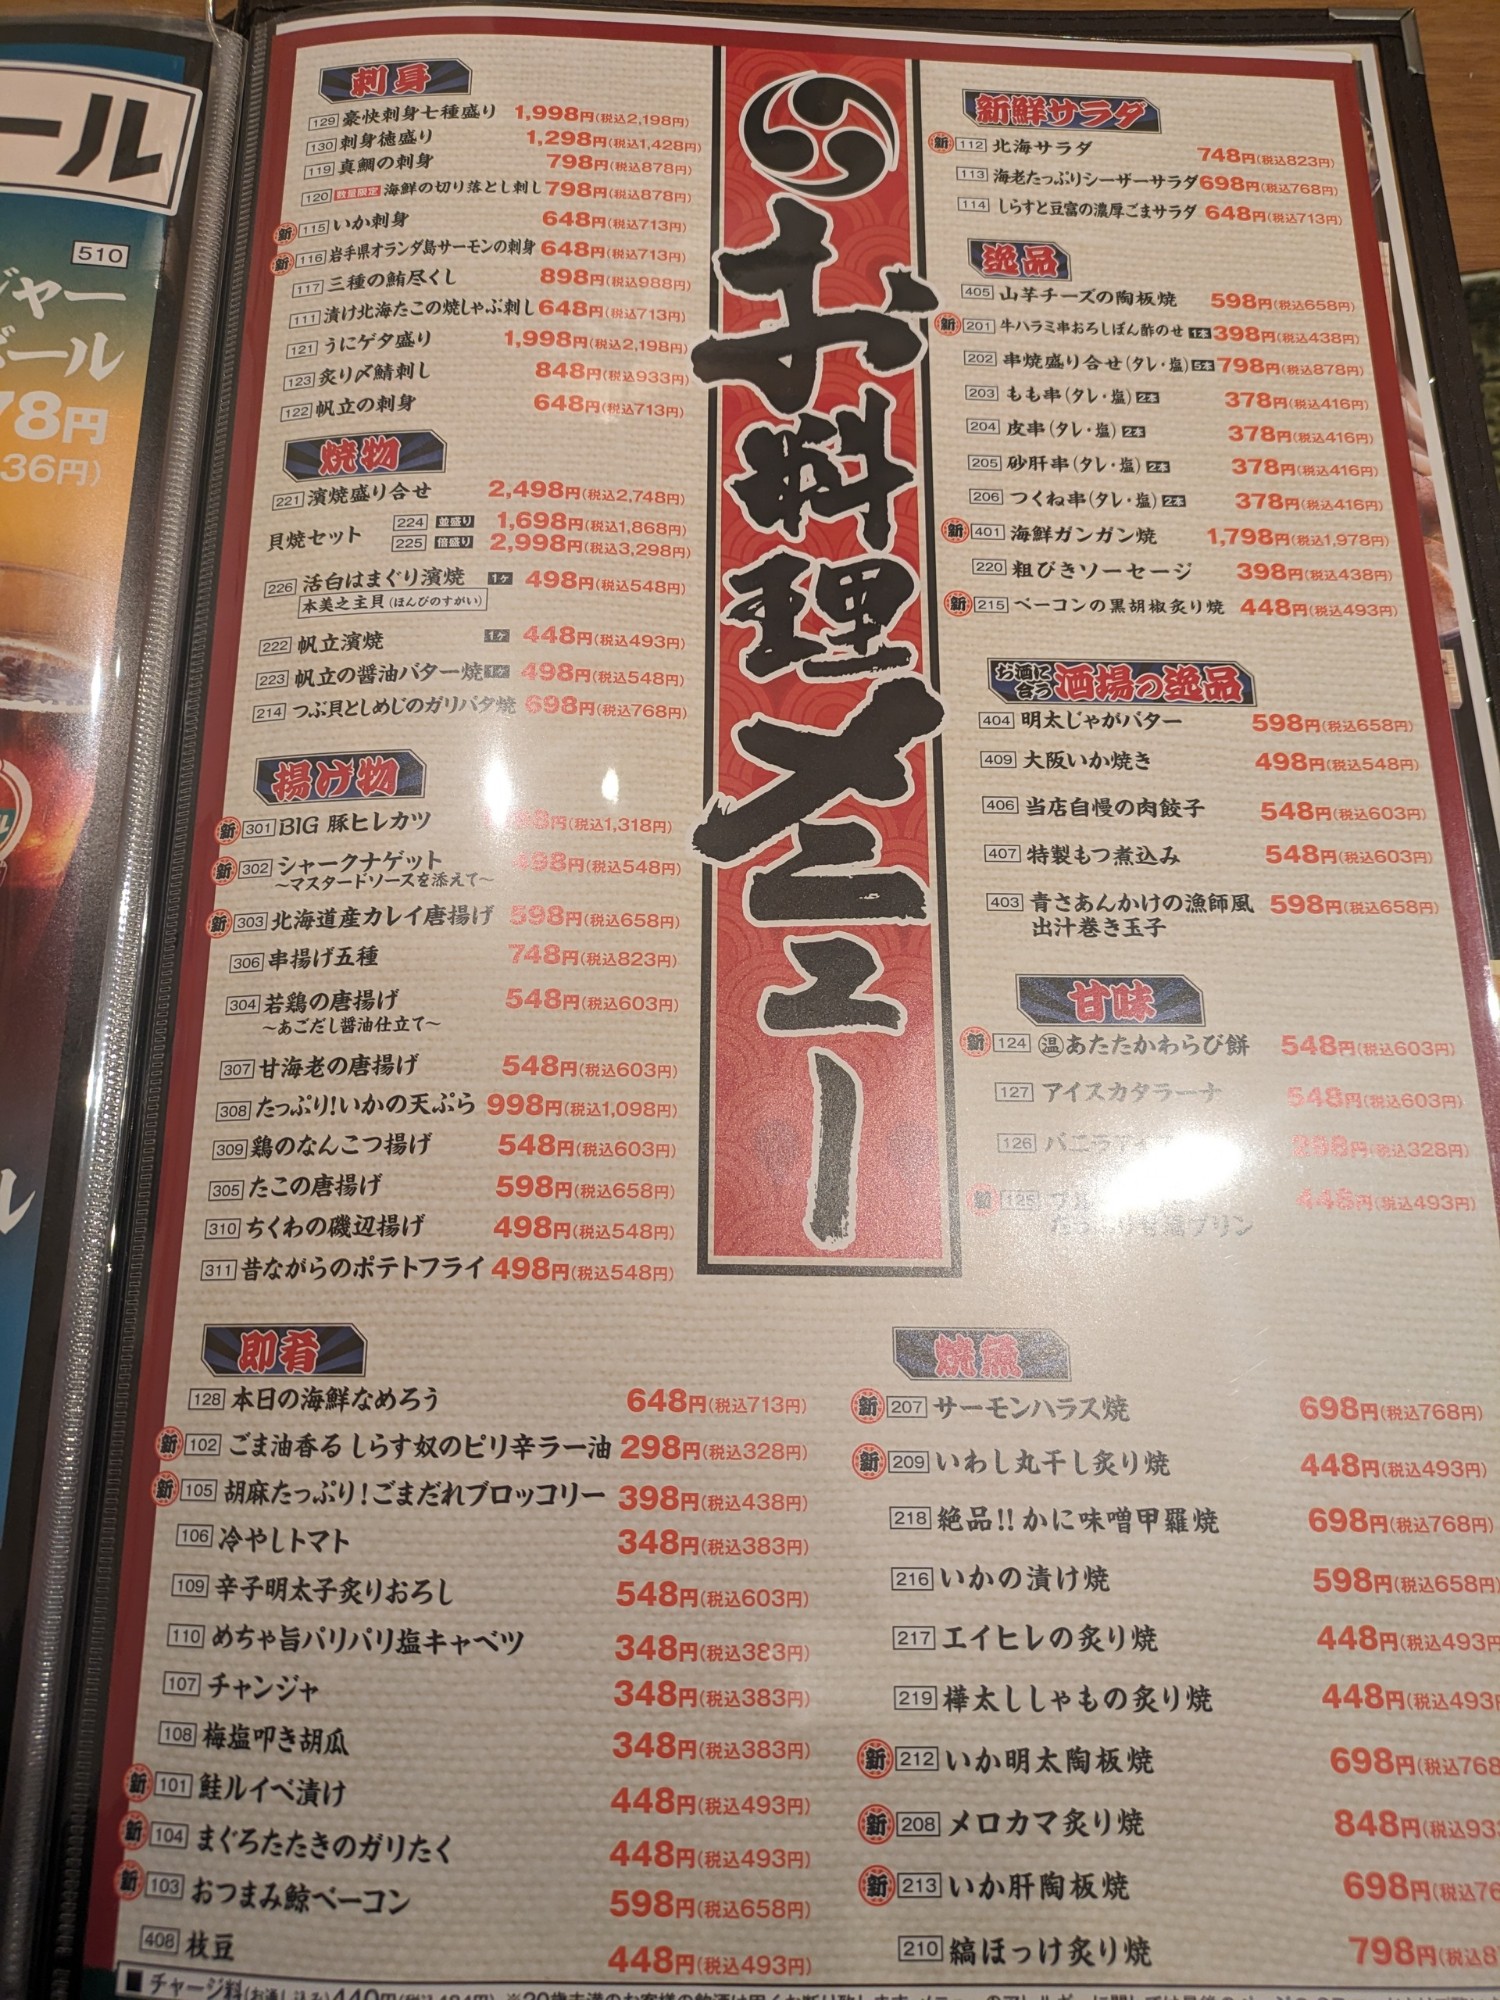 ール
510
ジャー
ボール
78円
36円)
ル
お料理メニュー
刺身
129 豪快刺身七種盛り 1,998円(税込2,198円)
130 刺身徳盛り 1,298円(税込1,428円)
119 真鯛の刺身 798円(税込878円)
120 数量限定 海鮮の切り落とし刺し 798円(税込878円)
新 115 いか刺身 648円(税込713円)
新 116 岩手県オランダ島サーモンの刺身 648円(税込713円)
117 三種の鮪尽くし 898円(税込988円)
111 漬け北海たこの焼しゃぶ刺し 648円(税込713円)
121 うにゲタ盛り 1,998円(税込2,198円)
123 炙り〆鯖刺し 848円(税込933円)
122 帆立の刺身 648円(税込713円)
焼物
221 濱焼盛り合せ 2,498円(税込2,748円)
貝焼セット 224 並盛り 1,698円(税込1,868円)
225 倍盛り 2,998円(税込3,298円)
226 活白はまぐり濱焼 1ヶ 498円(税込548円)
本美之主貝(ほんびのすがい)
222 帆立濱焼 1ヶ 448円(税込493円)
223 帆立の醤油バター焼 1ヶ 498円(税込548円)
214 つぶ貝としめじのガリバタ焼 698円(税込768円)
揚げ物
新 301 BIG 豚ヒレカツ 円(税込1,318円)
新 302 シャークナゲット 498円(税込548円)
～マスタードソースを添えて～
新 303 北海道産カレイ唐揚げ 598円(税込658円)
306 串揚げ五種 748円(税込823円)
304 若鶏の唐揚げ 548円(税込603円)
～あごだし醤油仕立て～
307 甘海老の唐揚げ 548円(税込603円)
308 たっぷり!いかの天ぷら 998円(税込1,098円)
309 鶏のなんこつ揚げ 548円(税込603円)
305 たこの唐揚げ 598円(税込658円)
310 ちくわの磯辺揚げ 498円(税込548円)
311 昔ながらのポテトフライ 498円(税込548円)
新鮮サラダ
新 112 北海サラダ 748円(税込823円)
113 海老たっぷりシーザーサラダ 698円(税込768円)
114 しらすと豆富の濃厚ごまサラダ 648円(税込713円)
逸品
405 山芋チーズの陶板焼 598円(税込658円)
新 201 牛ハラミ串おろしぽん酢のせ 1本 398円(税込438円)
202 串焼盛り合せ(タレ・塩) 5本 798円(税込878円)
203 もも串(タレ・塩) 2本 378円(税込416円)
204 皮串(タレ・塩) 2本 378円(税込416円)
205 砂肝串(タレ・塩) 2本 378円(税込416円)
206 つくね串(タレ・塩) 2本 378円(税込416円)
新 401 海鮮ガンガン焼 1,798円(税込1,978円)
220 粗びきソーセージ 398円(税込438円)
新 215 ベーコンの黒胡椒炙り焼 448円(税込493円)
お酒に合う 酒場の逸品
404 明太じゃがバター 598円(税込658円)
409 大阪いか焼き 498円(税込548円)
406 当店自慢の肉餃子 548円(税込603円)
407 特製もつ煮込み 548円(税込603円)
403 青さあんかけの漁師風 598円(税込658円)
出汁巻き玉子
甘味
新 124 温 あたたかわらび餅 548円(税込603円)
127 アイスカタラーナ 548円(税込603円)
126 バニラアイス 298円(税込328円)
新 125 448円(税込493円)
プリン
即肴
128 本日の海鮮なめろう 648円(税込713円)
新 102 ごま油香る しらす奴のピリ辛ラー油 298円(税込328円)
新 105 胡麻たっぷり!ごまだれブロッコリー 398円(税込438円)
106 冷やしトマト 348円(税込383円)
109 辛子明太子炙りおろし 548円(税込603円)
110 めちゃ旨パリパリ塩キャベツ 348円(税込383円)
107 チャンジャ 348円(税込383円)
108 梅塩叩き胡瓜 348円(税込383円)
新 101 鮭ルイベ漬け 448円(税込493円)
新 104 まぐろたたきのガリたく 448円(税込493円)
新 103 おつまみ鯨ベーコン 598円(税込658円)
408 枝豆 448円(税込493円)
焼魚
新 207 サーモンハラス焼 698円(税込768円)
新 209 いわし丸干し炙り焼 448円(税込493円)
218 絶品!! かに味噌甲羅焼 698円(税込768円)
216 いかの漬け焼 598円(税込658円)
217 エイヒレの炙り焼 448円(税込493円
219 樺太ししゃもの炙り焼 448円(税込493円
新 212 いか明太陶板焼 698円(税込768
新 208 メロカマ炙り焼 848円(税込93
新 213 いか肝陶板焼 698円(税込76
210 縞ほっけ炙り焼 798円(税込8
■ チャージ料(お通し込み)440円(税込484円) ※20歳未満のお客様の飲酒は固くお断り致します